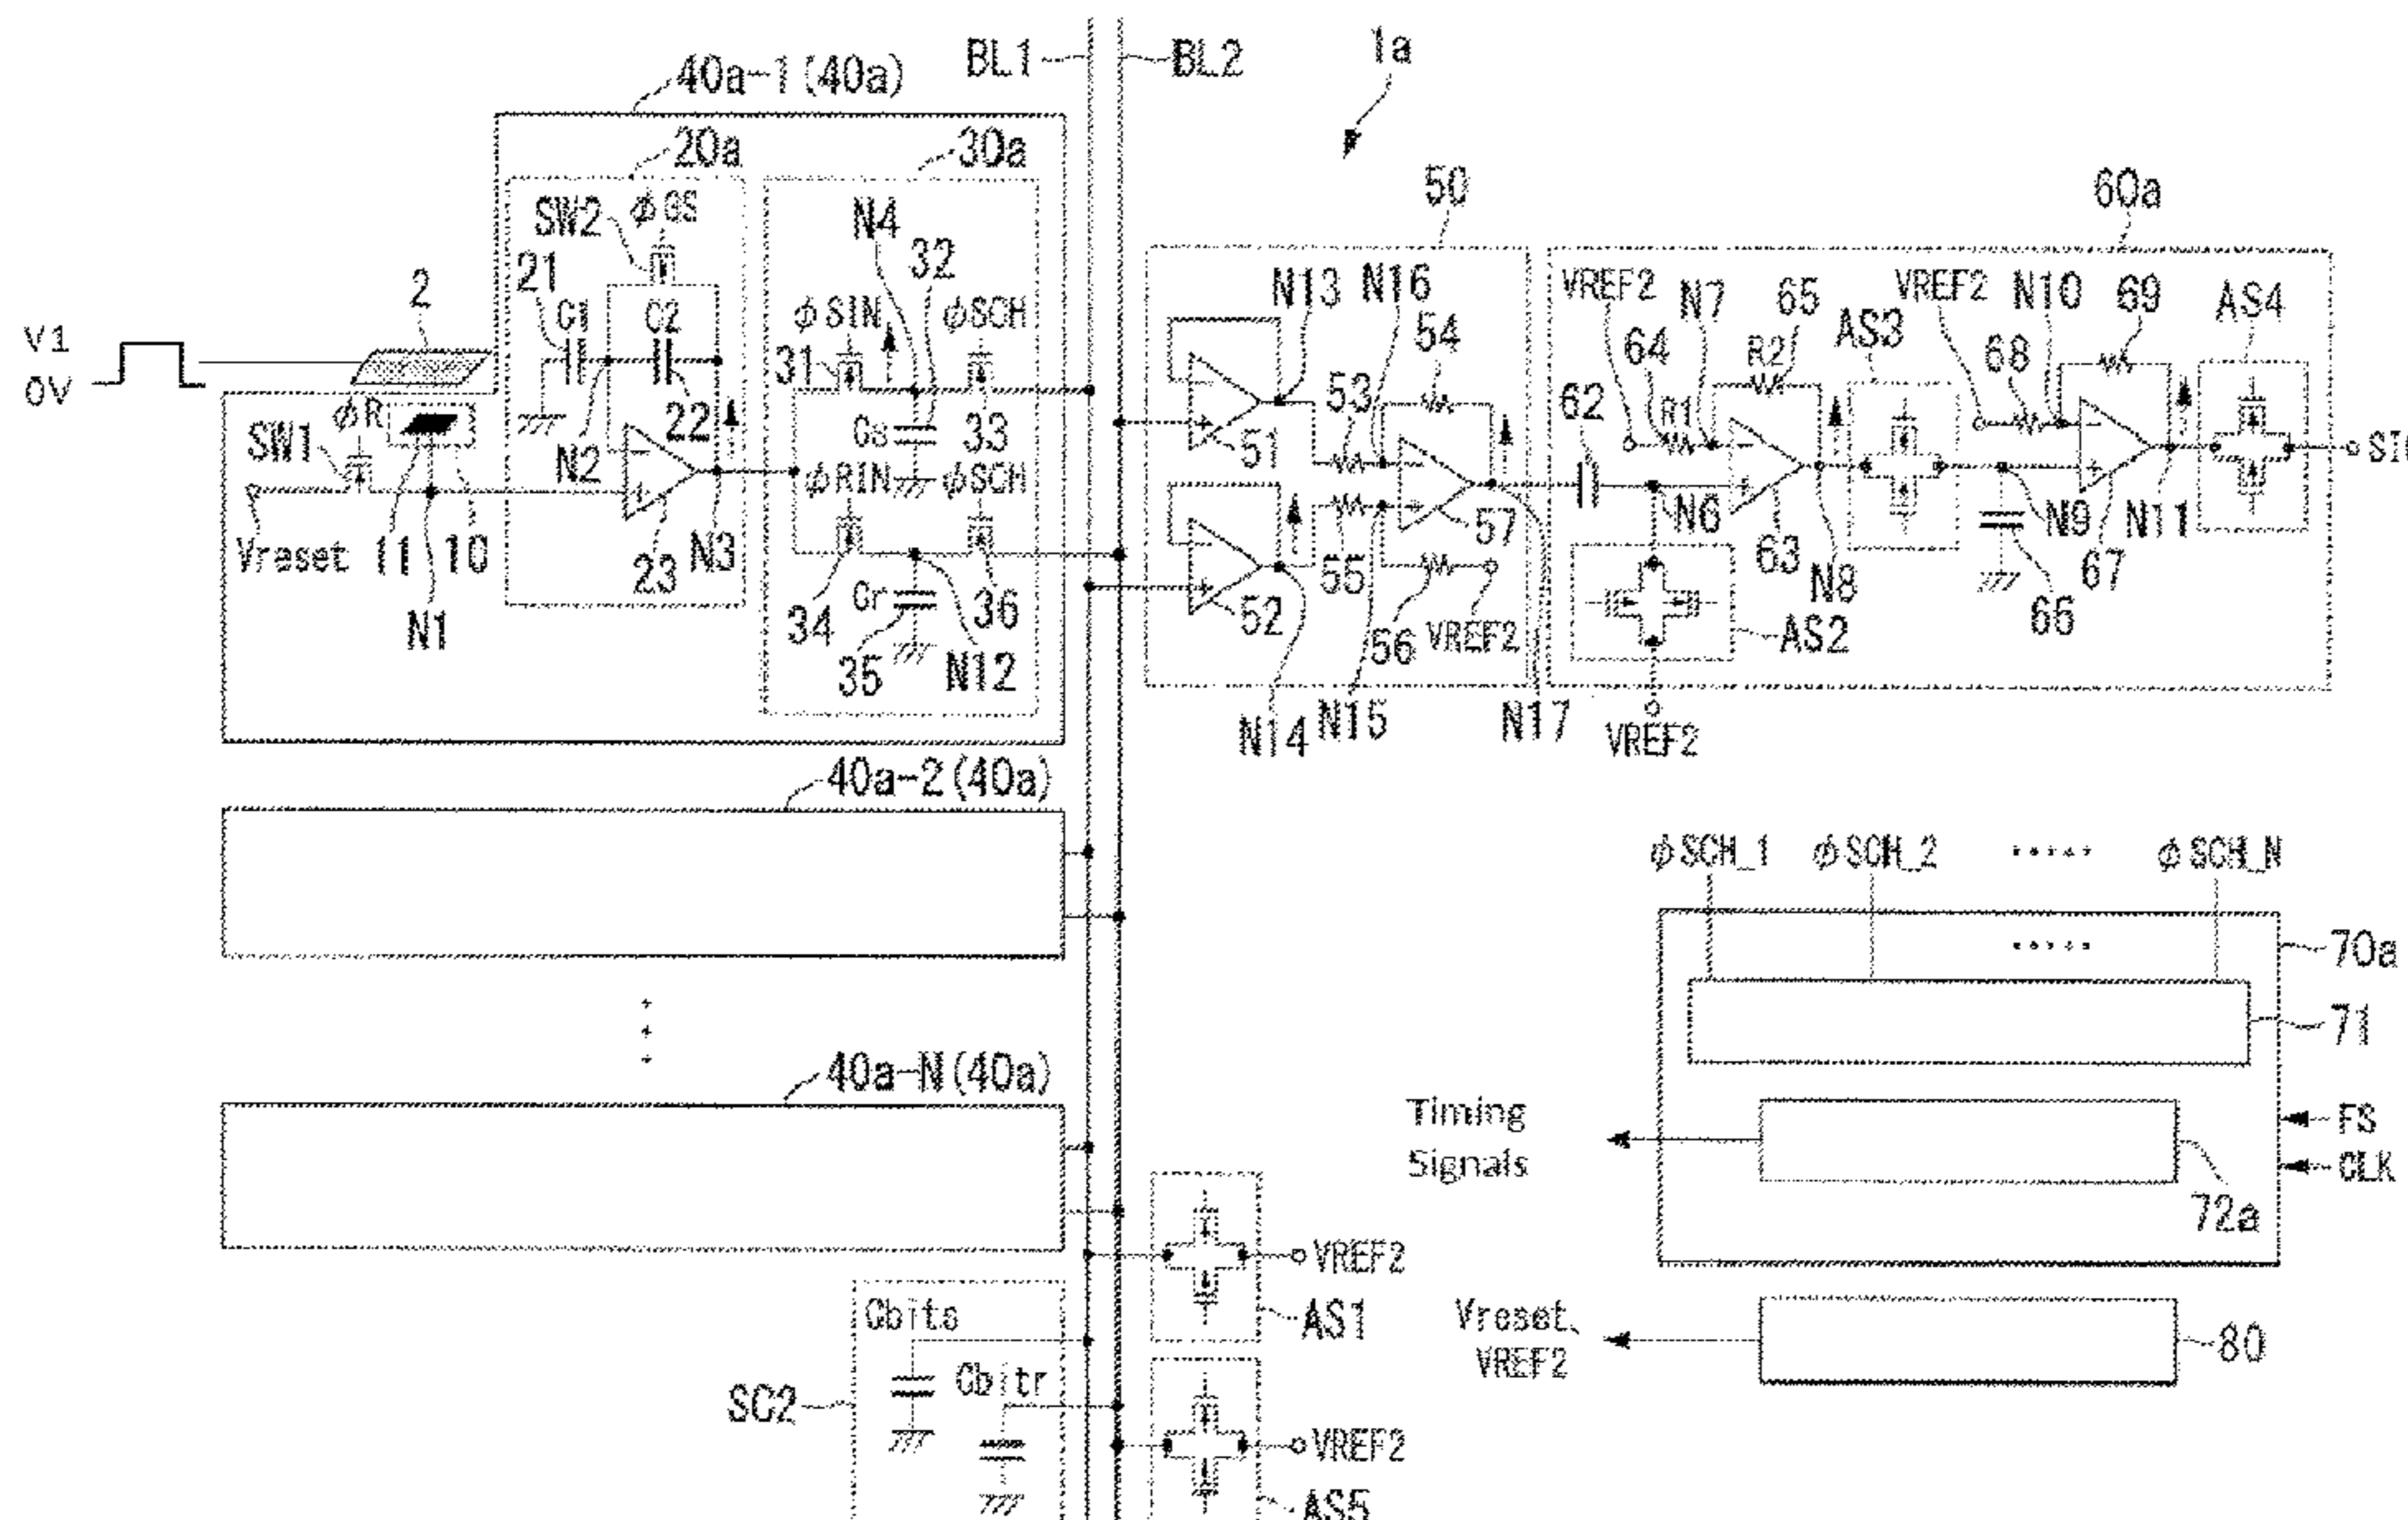 BL1
BL2
1a
40a-1(40a)
20a
30a
50
60a
SW2
φGS
N4
21
32
2
C1
C2
φSIN
φSCH
N13
N16
VREF2
N7
65
VREF2
N10
69
AS4
V1
0V
31
54
64
R2
AS3
68
φR
22
Cs
33
53
62
R1
SW1
N2
φRIN
φSCH
51
57
N6
N9
N11
SIG
Vreset
11
10
23
N3
55
63
N8
66
67
N1
34
Cr
36
52
56
VREF2
AS2
35
N12
N14
N15
N17
VREF2
40a-2(40a)
φSCH_1
φSCH_2
.....
φSCH_N
.....
70a
71
40a-N(40a)
Timing
Signals
FS
CLK
72a
VREF2
AS1
Cbits
Cbitr
SC2
Vreset、
VREF2
80
VREF2
AS5